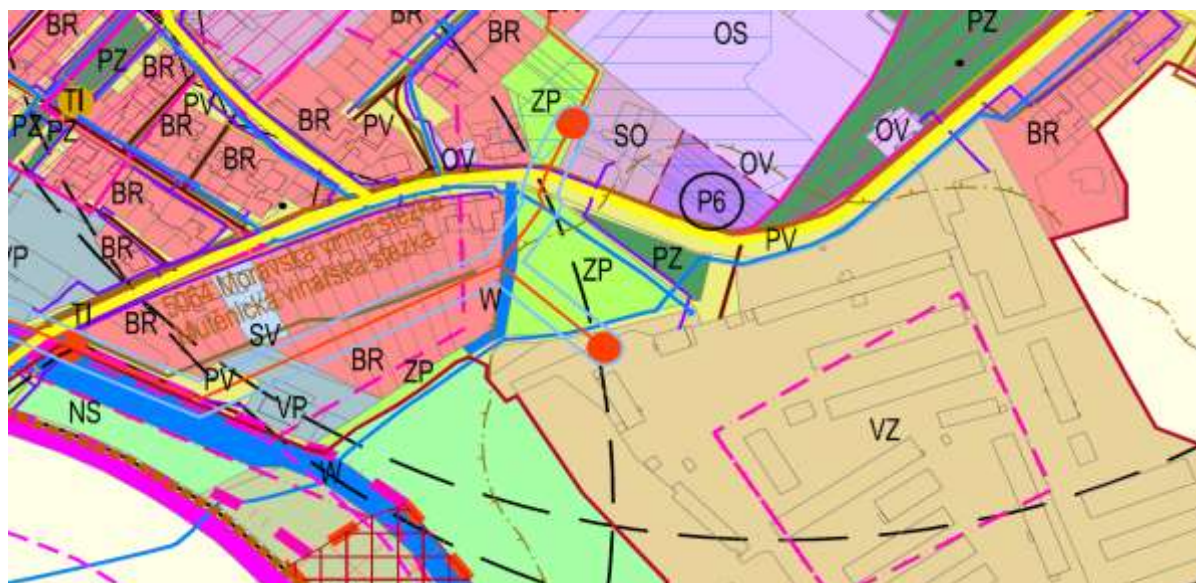 BR
OS
PZ
PZ
BR
BR
TI
PV
ZP
PV
BR
PZ
PZ
BR
SO
OV
OV
BR
BR
OV
BR
P6
BR
PV
5064 Moravská vinná stezka
Mutěnická vinařská stezka
VP
ZP
PZ
W
TI
BR
SV
BR
ZP
PV
VP
NS
VZ
W